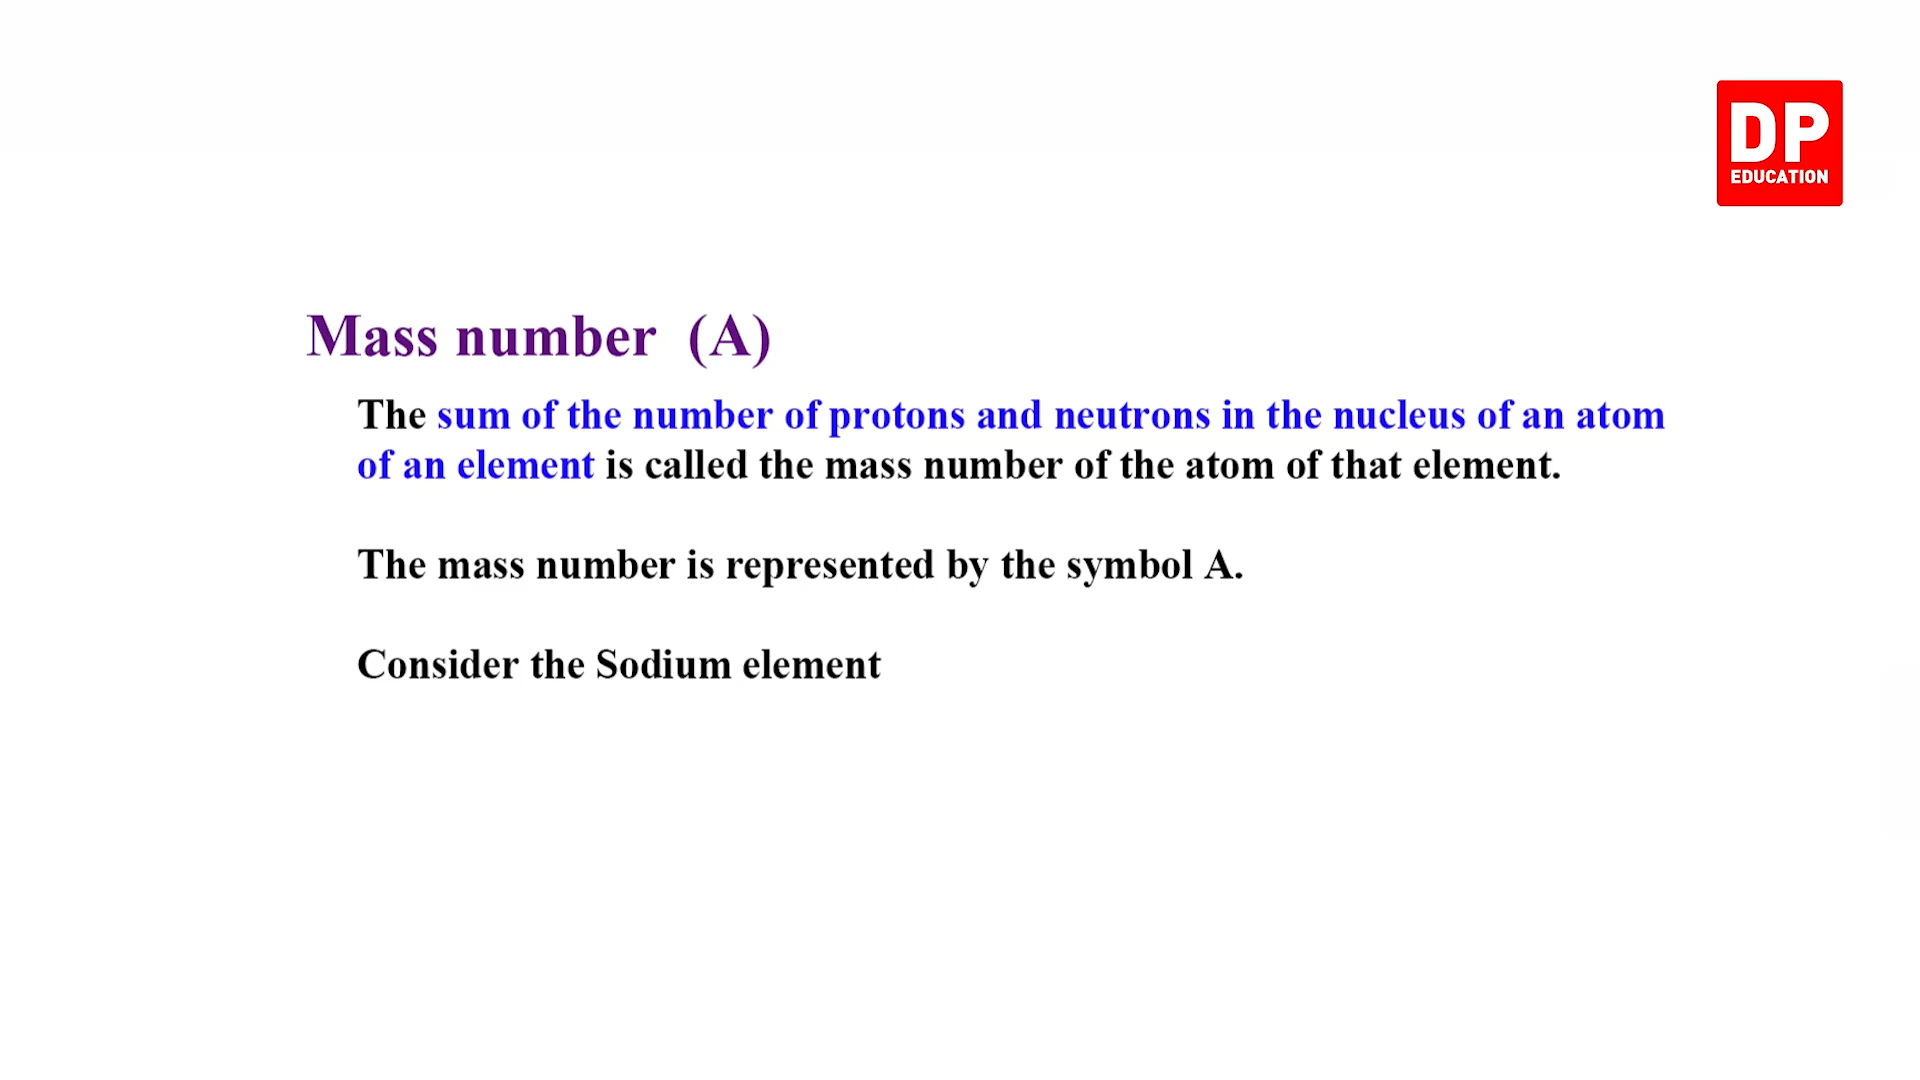 DP
EDUCATION
Mass number (A)
The sum of the number of protons and neutrons in the nucleus of an atom
of an element is called the mass number of the atom of that element.
The mass number is represented by the symbol A.
Consider the Sodium element